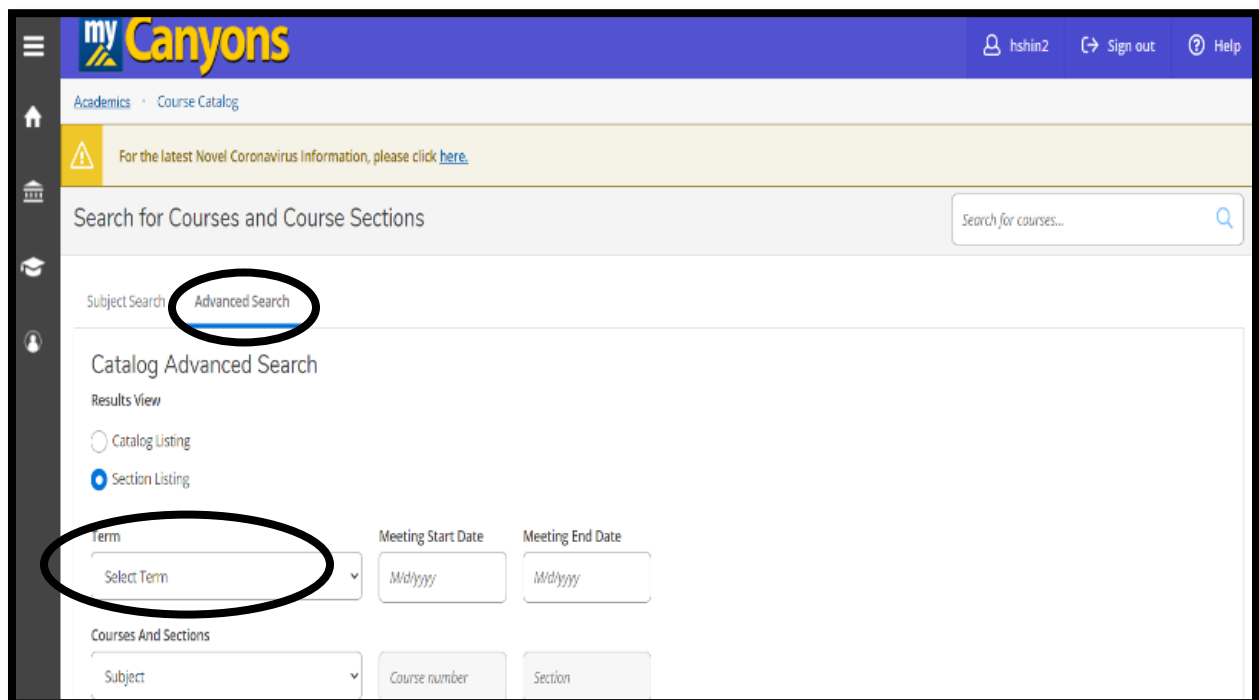 my Canyons
hshin2 Sign out Help
Academics · Course Catalog
For the latest Novel Coronavirus Information, please click here.
Search for Courses and Course Sections
Search for courses...
Subject Search Advanced Search
Catalog Advanced Search
Results View
Catalog Listing
Section Listing
Term Meeting Start Date Meeting End Date
Select Term M/d/yyyy M/d/yyyy
Courses And Sections
Subject Course number Section